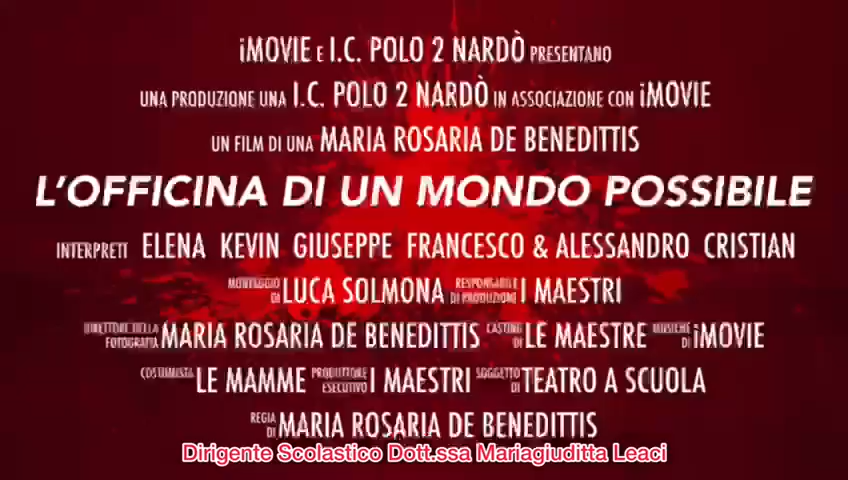 iMOVIE E I.C. POLO 2 NARDÒ PRESENTANO
UNA PRODUZIONE UNA I.C. POLO 2 NARDÒ IN ASSOCIAZIONE CON iMOVIE
UN FILM DI UNA MARIA ROSARIA DE BENEDITTIS
L'OFFICINA DI UN MONDO POSSIBILE
INTERPRETI ELENA KEVIN GIUSEPPE FRANCESCO & ALESSANDRO CRISTIAN
MONTAGGIO DI LUCA SOLMONA RESPONSABILE DI PRODUZIONE I MAESTRI
DIRETTORE DELLA FOTOGRAFIA MARIA ROSARIA DE BENEDITTIS CASTING DI LE MAESTRE MUSICHE DI iMOVIE
COSTUMISTA LE MAMME PRODUTTORE ESECUTIVO I MAESTRI SOGGETTO DI TEATRO A SCUOLA
REGIA DI MARIA ROSARIA DE BENEDITTIS
Dirigente Scolastico Dott.ssa Mariagiuditta Leaci